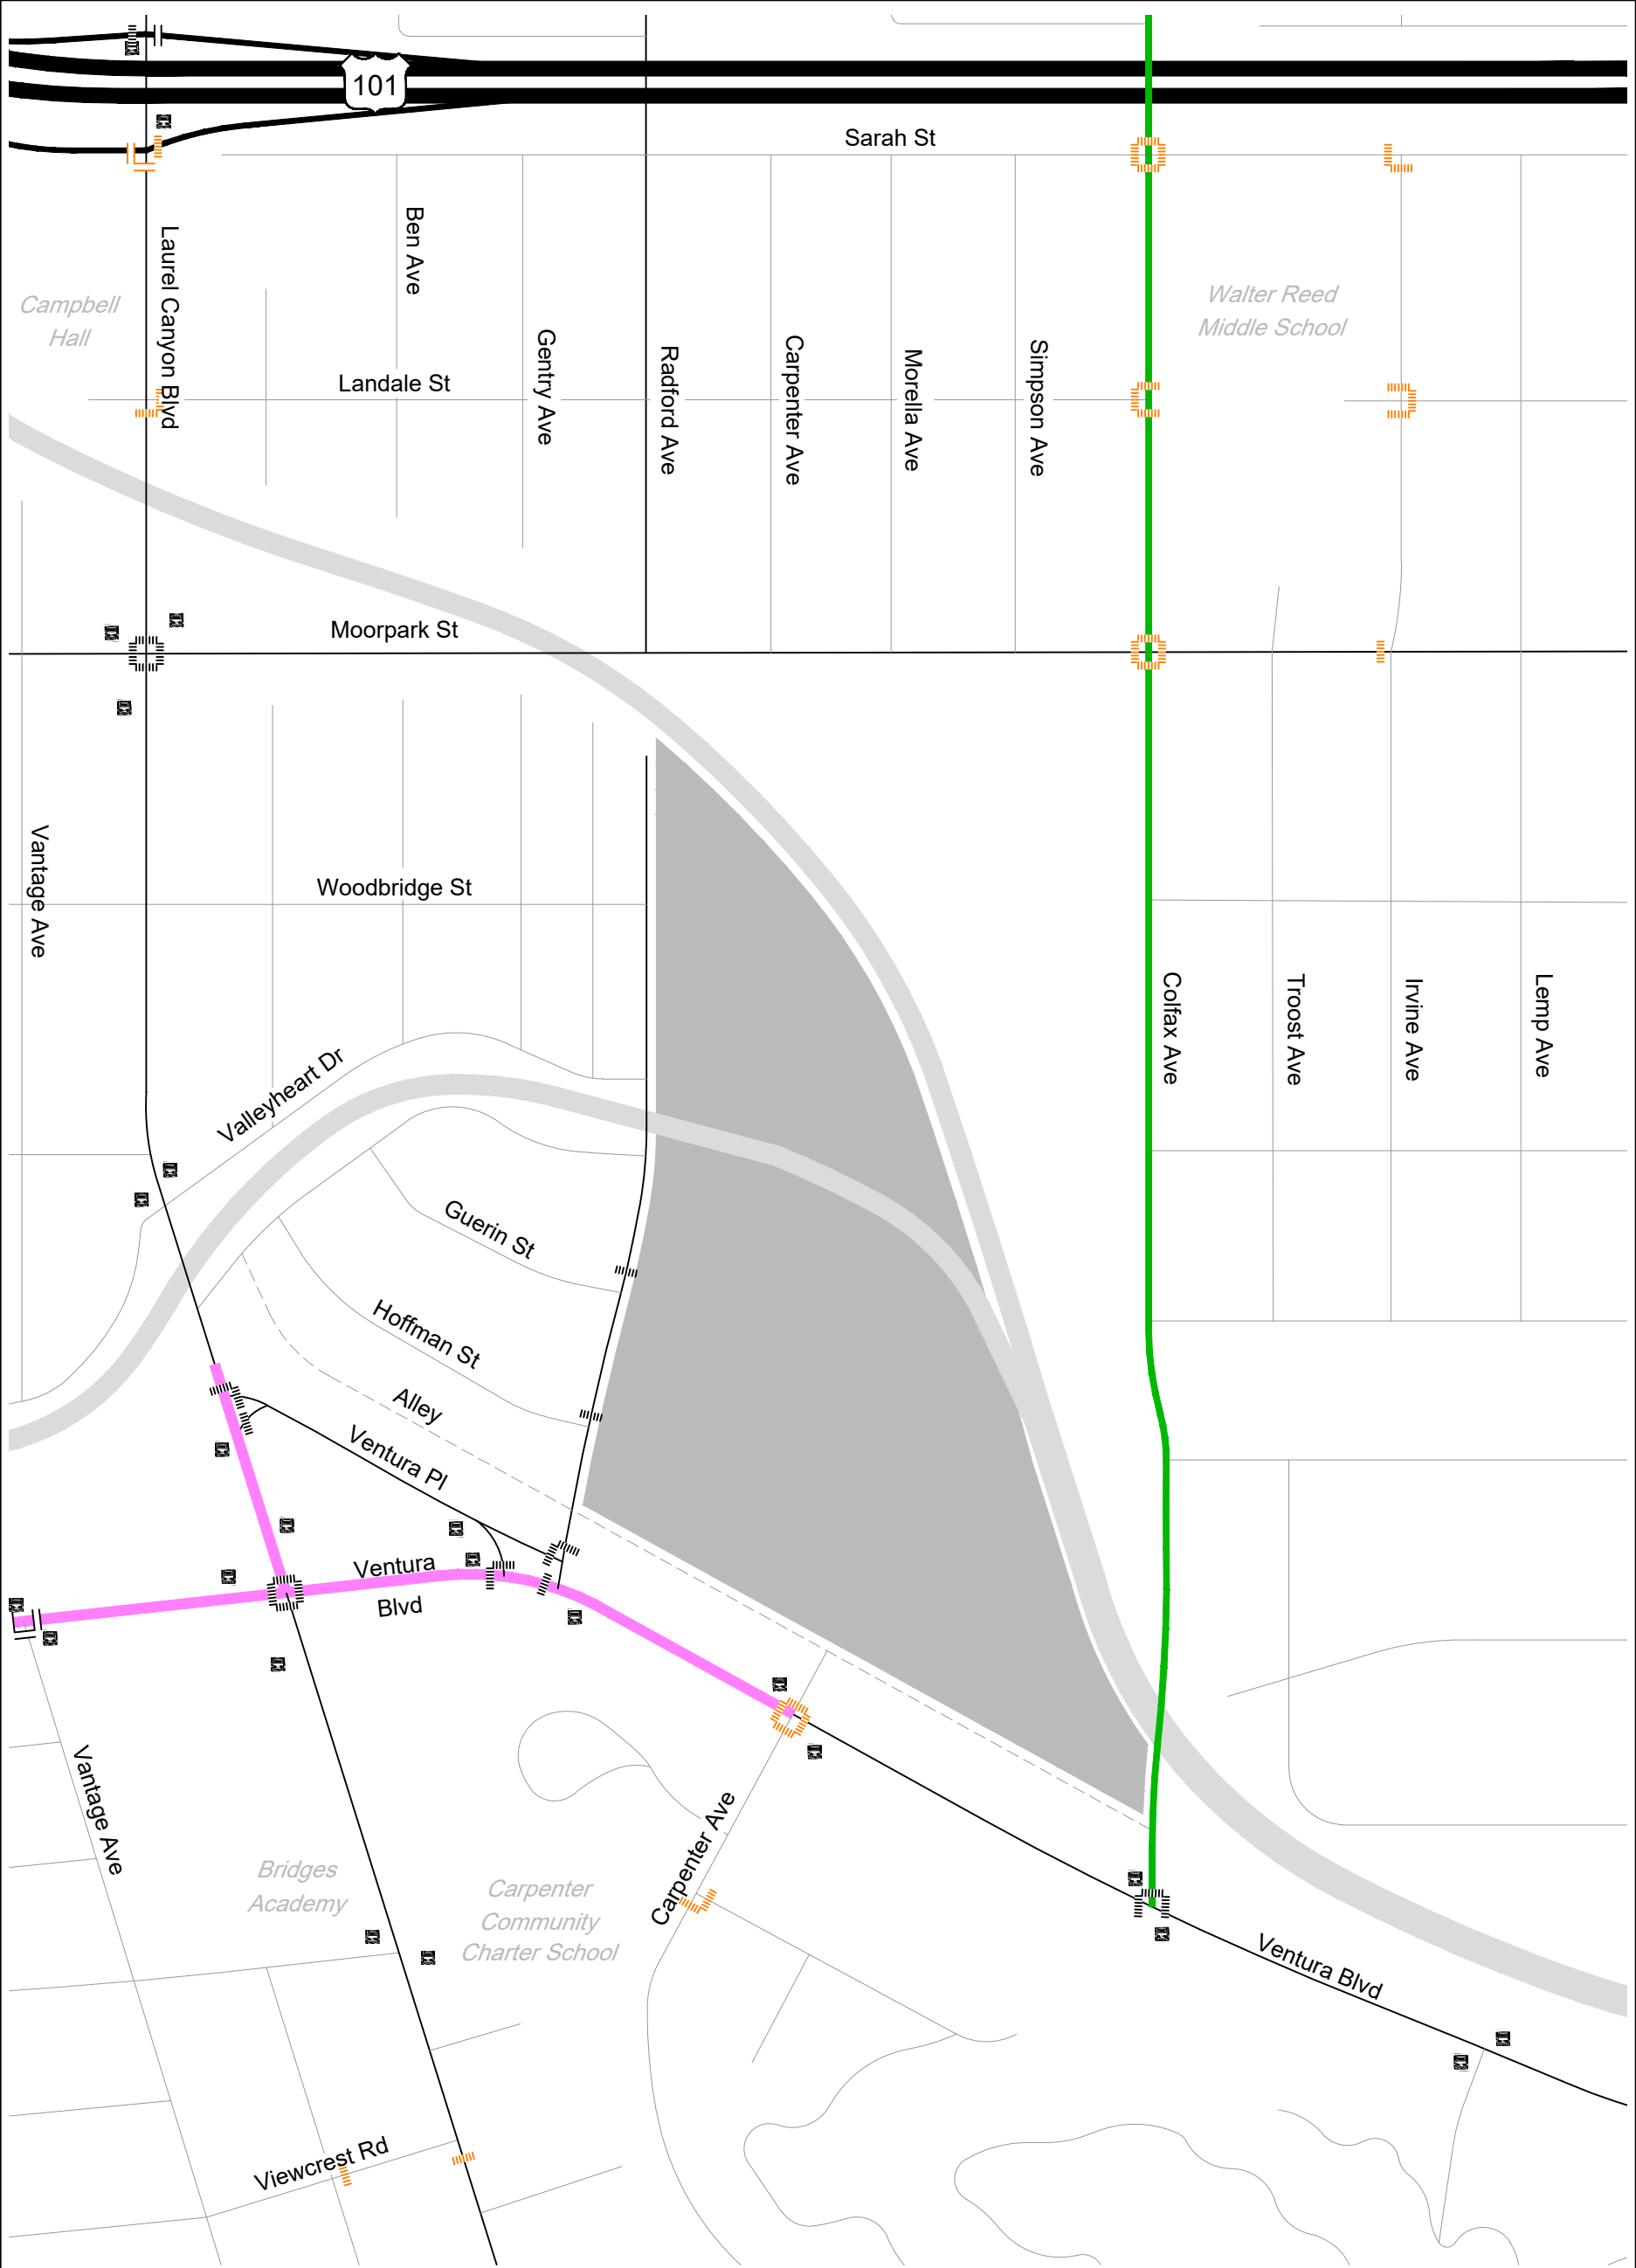 101
Sarah St
Ben Ave
Laurel Canyon Blvd
Campbell
Hall
Walter Reed
Middle School
Landale St
Gentry Ave
Radford Ave
Carpenter Ave
Morella Ave
Simpson Ave
Moorpark St
Vantage Ave
Woodbridge St
Colfax Ave
Troost Ave
Irvine Ave
Lemp Ave
Valleyheart Dr
Guerin St
Hoffman St
Alley
Ventura Pl
Ventura
Blvd
Vantage Ave
Carpenter Ave
Bridges
Academy
Carpenter
Community
Charter School
Ventura Blvd
Viewcrest Rd